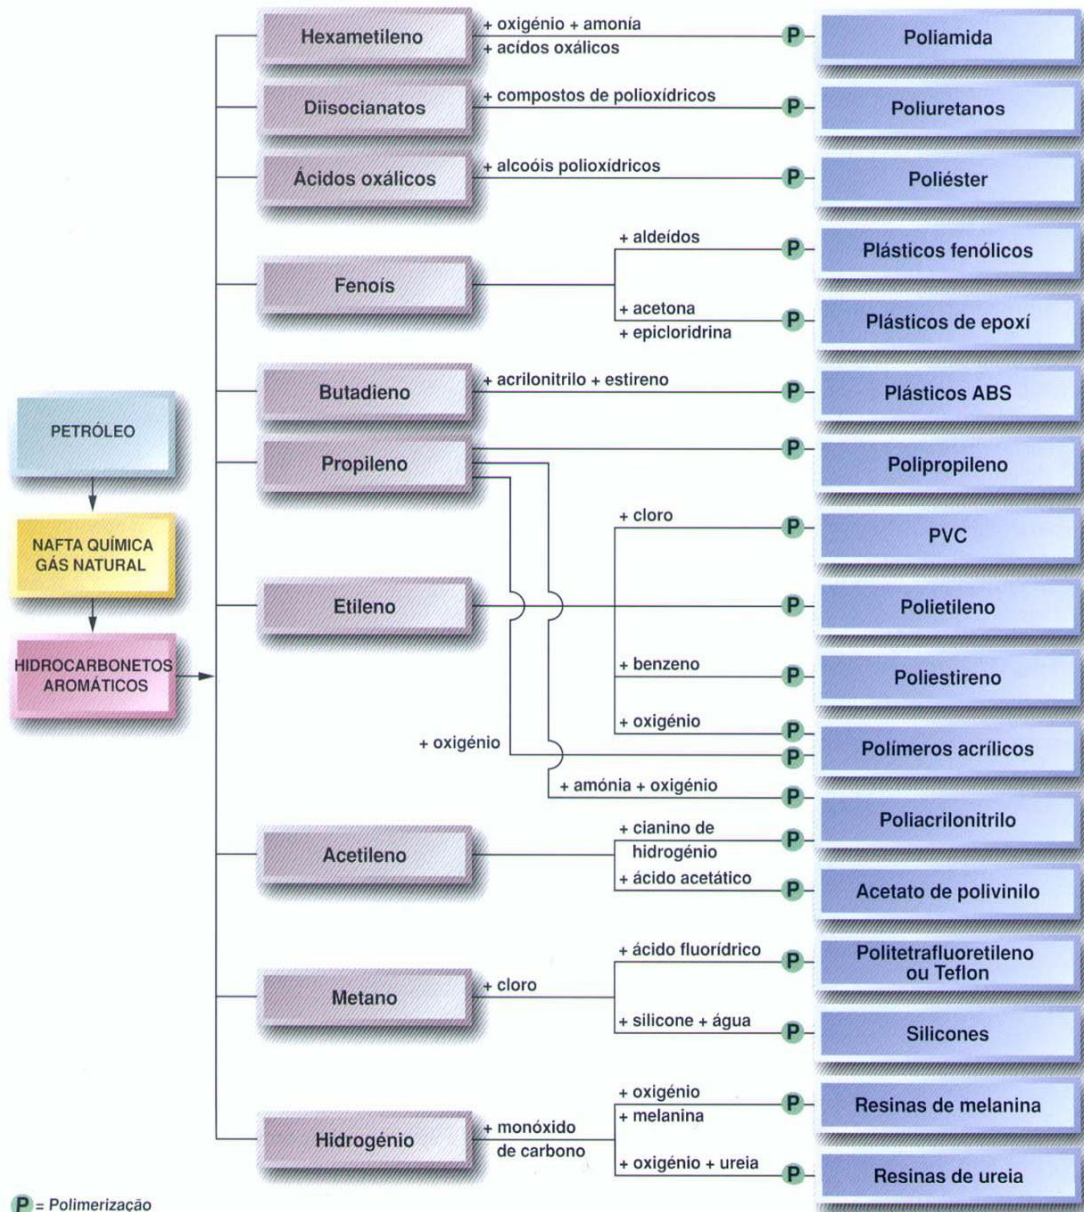 Hexametileno
+ oxigénio + amonía
+ acídos oxálicos
P
Poliamida
Diisocianatos
+ compostos de polioxídricos
P
Poliuretanos
Ácidos oxálicos
+ alcoóis polioxídricos
P
Poliéster
Fenois
+ aldeídos
P
Plásticos fenólicos
+ acetona
+ epicloridrina
P
Plásticos de epoxí
Butadieno
+ acrilonitrilo + estireno
P
Plásticos ABS
PETRÓLEO
Propileno
P
Polipropileno
NAFTA QUÍMICA
GÁS NATURAL
+ cloro
P
PVC
Etileno
P
Polietileno
HIDROCARBONETOS
AROMÁTICOS
+ benzeno
P
Poliestireno
+ oxigénio
P
+ oxigénio
P
Polímeros acrílicos
+ amónia + oxigénio
P
Poliacrilonitrilo
Acetileno
+ cianino de
hidrogénio
P
+ ácido acetático
P
Acetato de polivinilo
Metano
+ cloro
+ ácido fluorídrico
P
Politetrafluoretileno
ou Teflon
+ silicone + água
P
Silicones
Hidrogénio
+ monóxido
de carbono
+ oxigénio
+ melanina
P
Resinas de melanina
+ oxigénio + ureia
P
Resinas de ureia
P = Polimerização